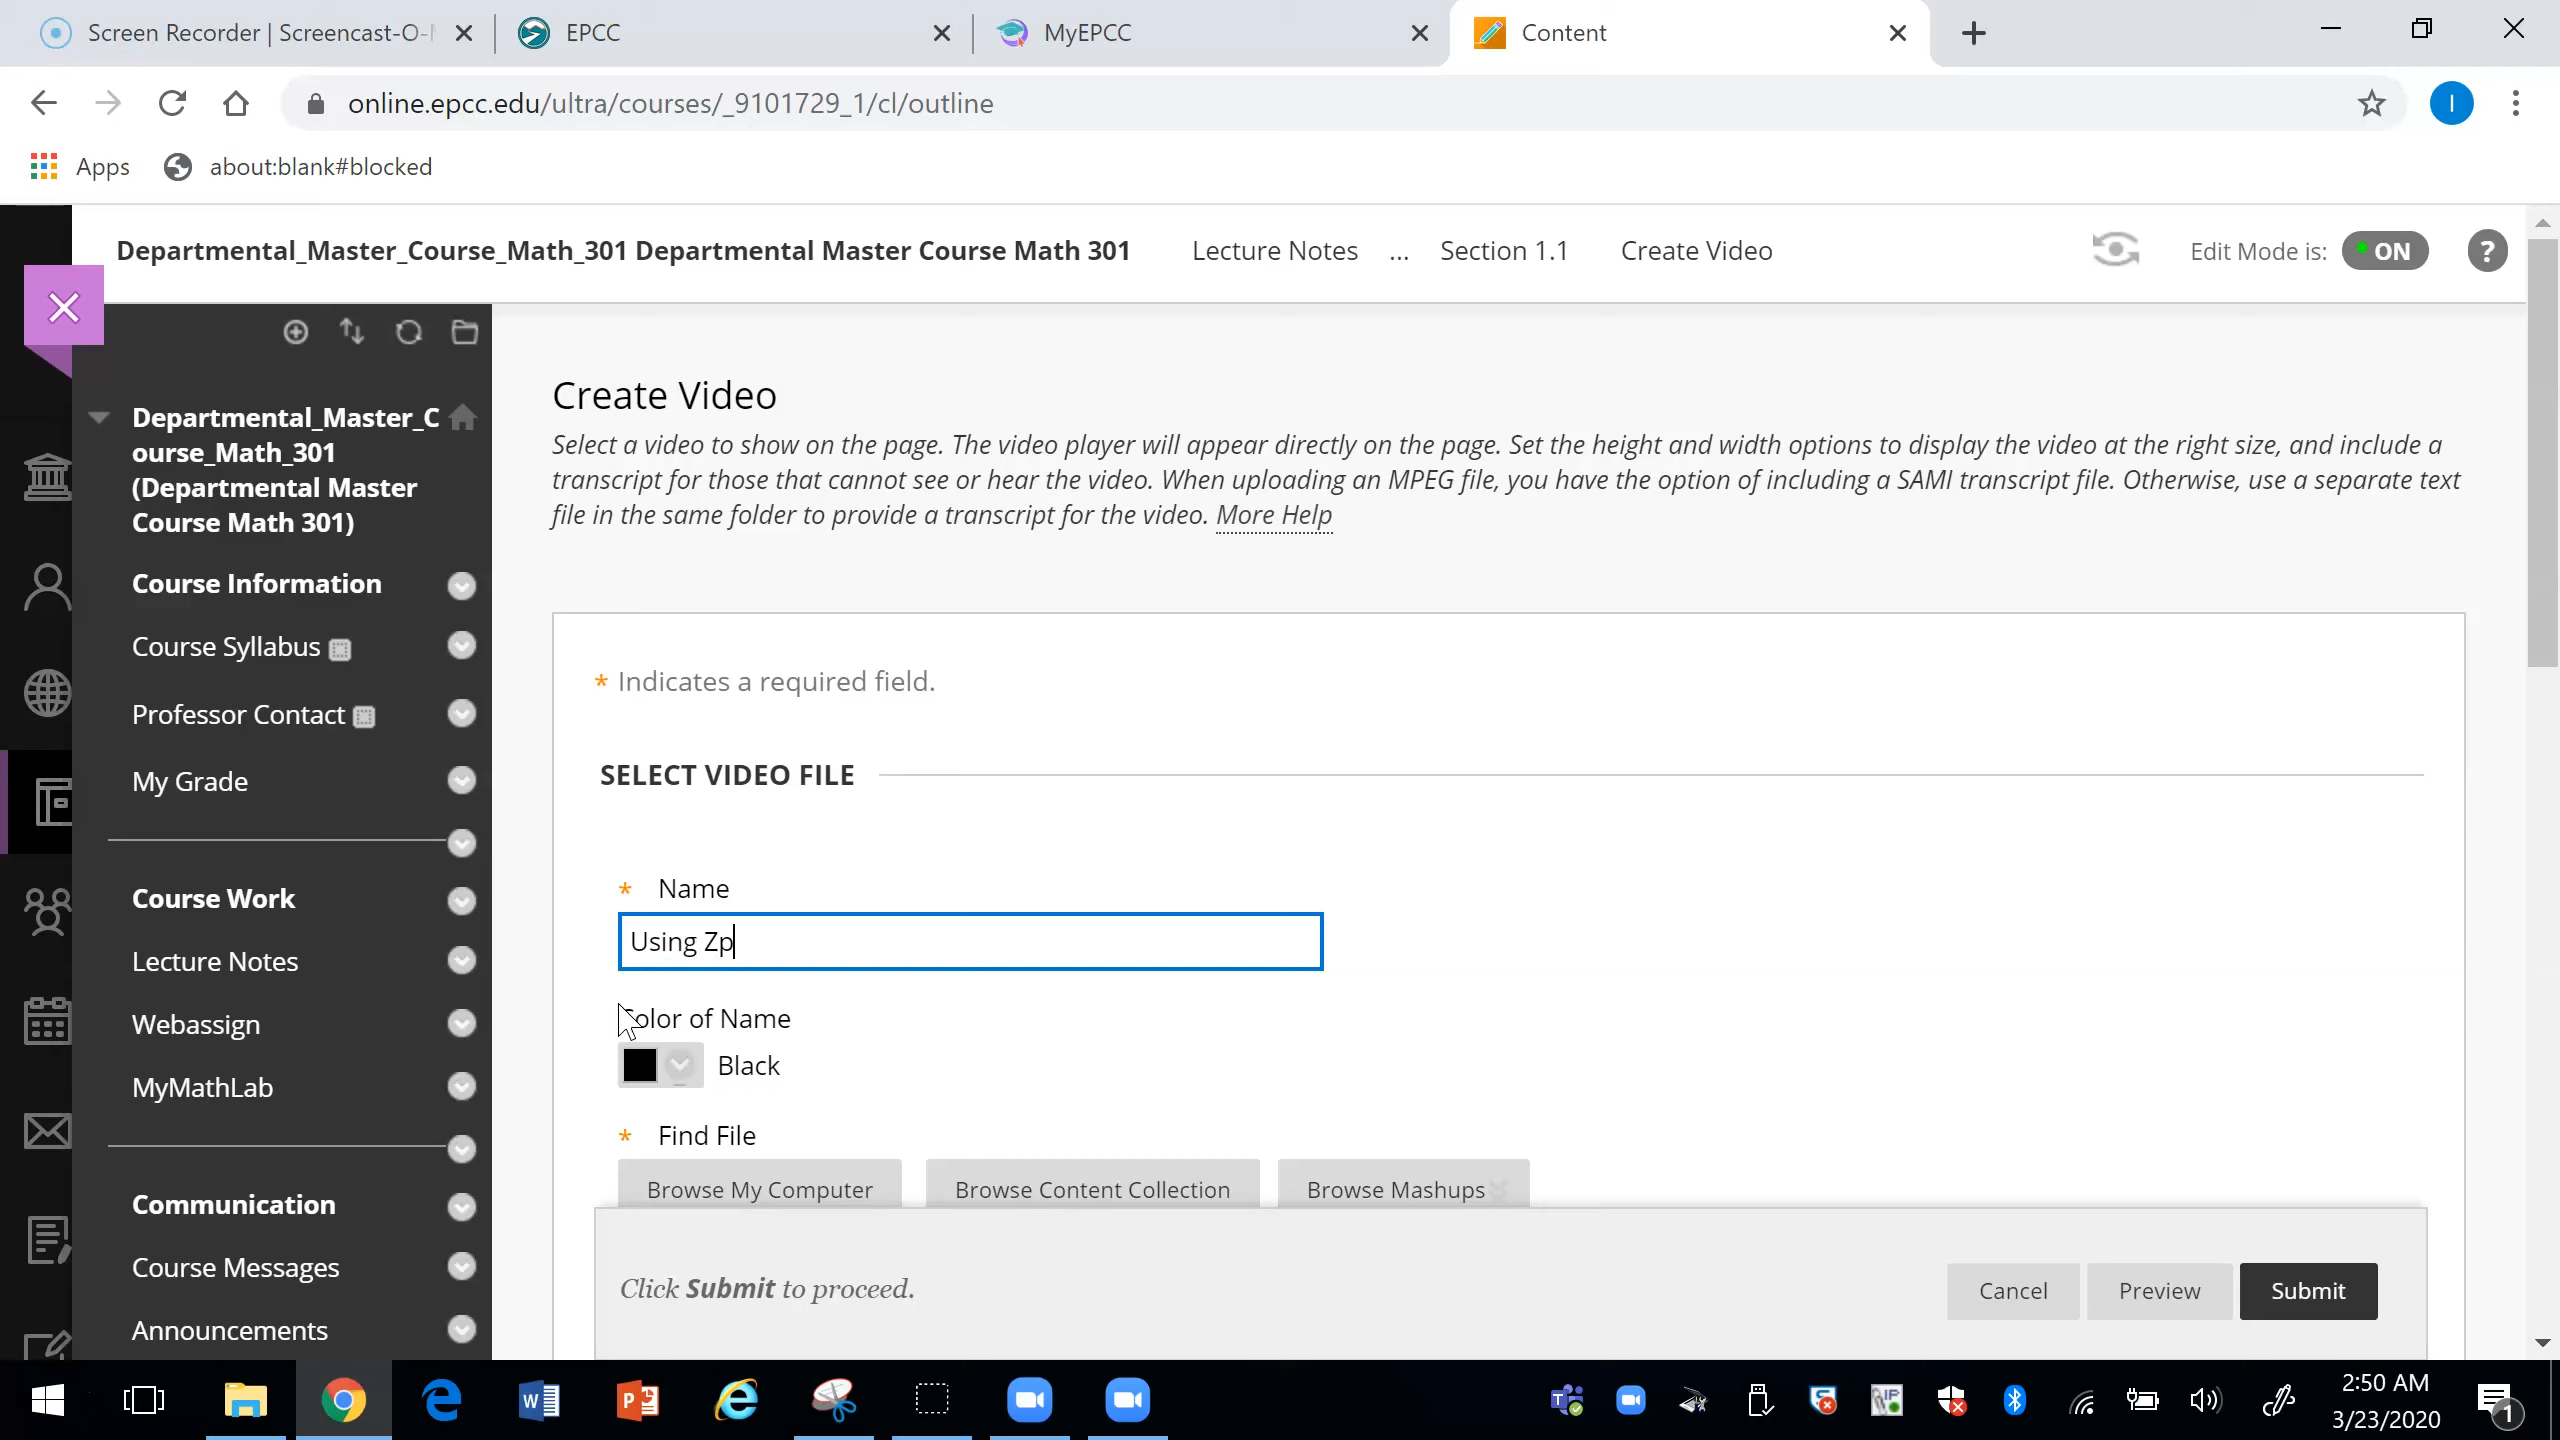 Screen Recorder | Screencast-O-
EPCC
MyEPCC
Content
online.epcc.edu/ultra/courses/_9101729_1/cl/outline
I
Apps
about:blank#blocked
Departmental_Master_Course_Math_301 Departmental Master Course Math 301
Lecture Notes
...
Section 1.1
Create Video
Edit Mode is:
ON
?
Departmental_Master_C
ourse_Math_301
(Departmental Master
Course Math 301)
Course Information
Course Syllabus
Professor Contact
My Grade
Course Work
Lecture Notes
Webassign
MyMathLab
Communication
Course Messages
Announcements
Create Video
Select a video to show on the page. The video player will appear directly on the page. Set the height and width options to display the video at the right size, and include a
transcript for those that cannot see or hear the video. When uploading an MPEG file, you have the option of including a SAMI transcript file. Otherwise, use a separate text
file in the same folder to provide a transcript for the video. More Help
* Indicates a required field.
SELECT VIDEO FILE
* Name
Using Zp
Color of Name
Black
* Find File
Browse My Computer
Browse Content Collection
Browse Mashups
Click Submit to proceed.
Cancel
Preview
Submit
2:50 AM
3/23/2020
1